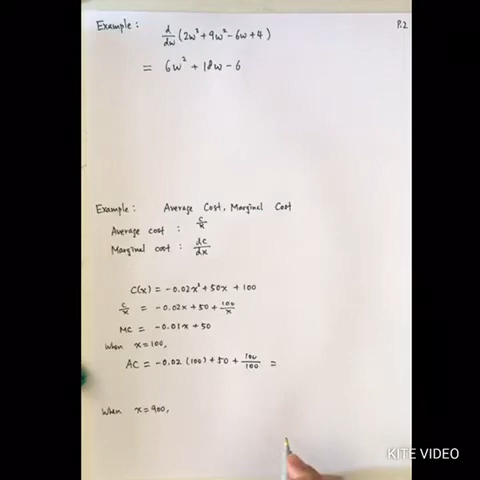 Example: d/dw (2w³ + 9w² - 6w + 4) P.2
= 6w² + 18w - 6
Example: Average Cost, Marginal Cost
Average cost : C/x
Marginal cost : dC/dx
C(x) = -0.02x² + 50x + 100
C/x = -0.02x + 50 + 100/x
MC = -0.01x + 50
When x = 100,
AC = -0.02 (100) + 50 + 100/100 =
When x = 900,
KITE VIDEO